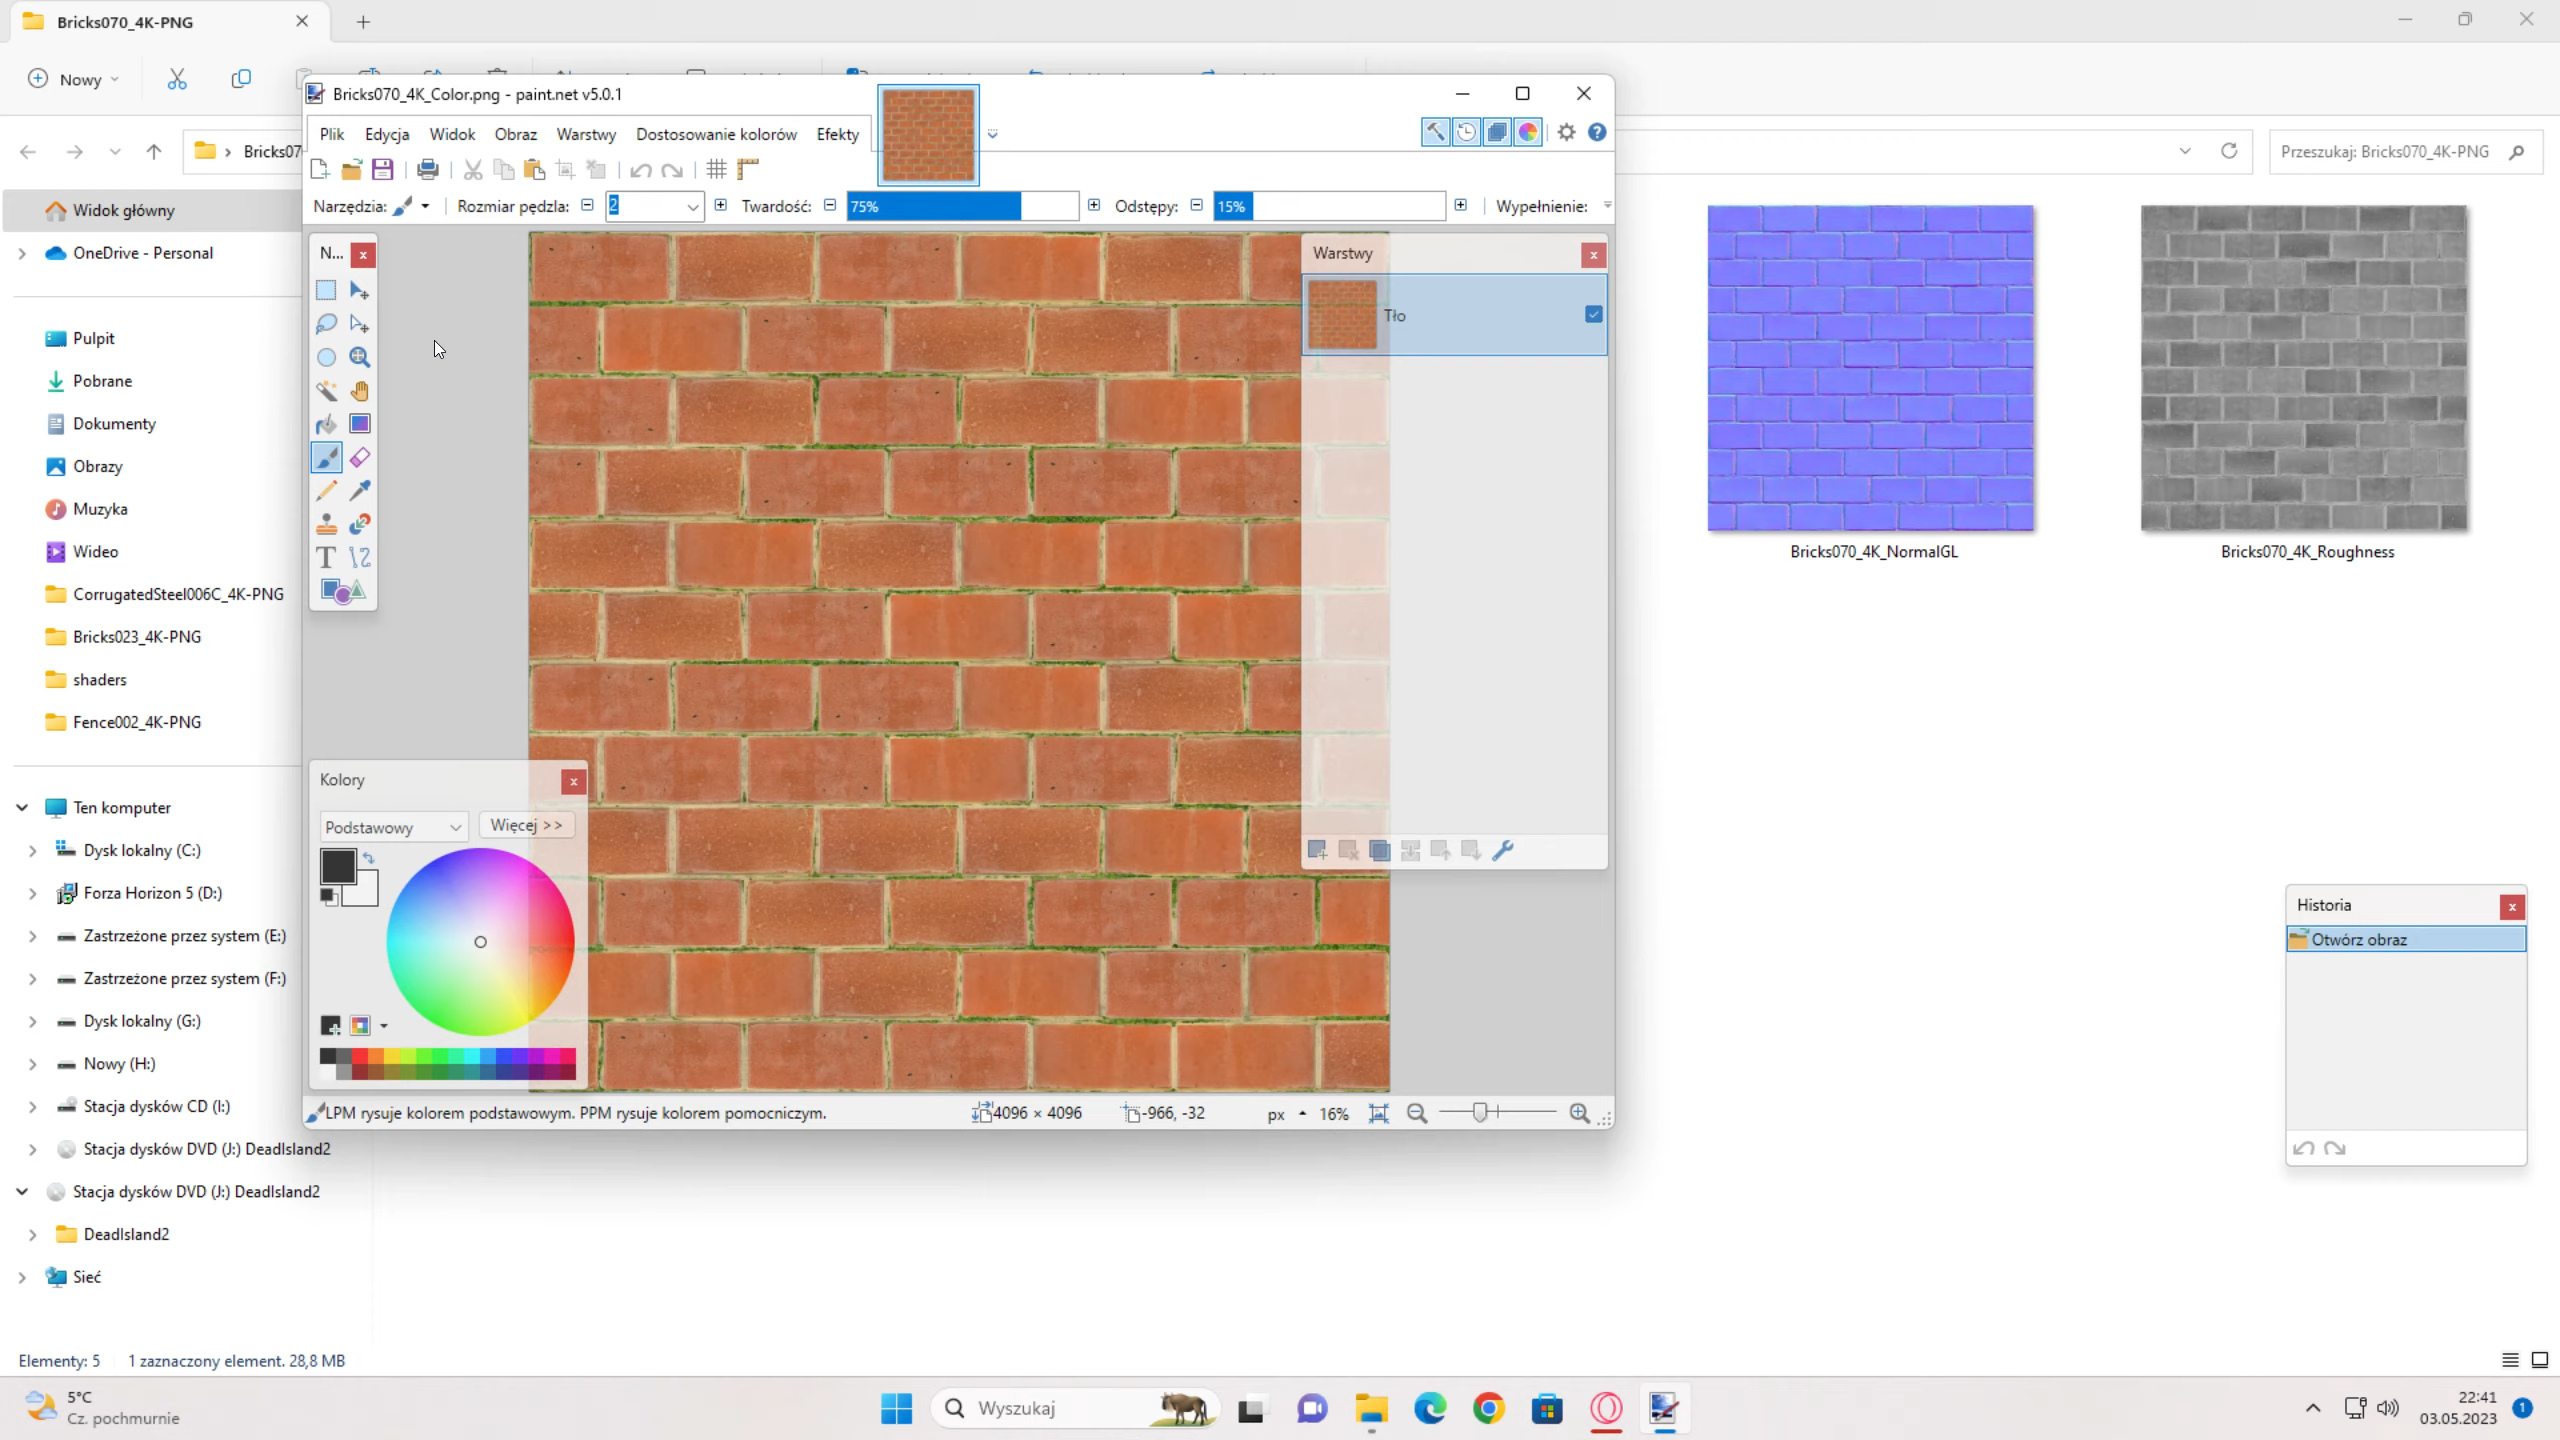 Bricks070_4K-PNG
Nowy
Bricks07
Przeszukaj: Bricks070_4K-PNG
Bricks070_4K_Color.png - paint.net v5.0.1
Plik Edycja Widok Obraz Warstwy Dostosowanie kolorów Efekty
Narzędzia: Rozmiar pędzla: 2 Twardość: 75% Odstępy: 15% Wypełnienie:
Widok główny
OneDrive - Personal
Pulpit
Pobrane
Dokumenty
Obrazy
Muzyka
Wideo
CorrugatedSteel006C_4K-PNG
Bricks023_4K-PNG
shaders
Fence002_4K-PNG
Ten komputer
Dysk lokalny (C:)
Forza Horizon 5 (D:)
Zastrzeżone przez system (E:)
Zastrzeżone przez system (F:)
Dysk lokalny (G:)
Nowy (H:)
Stacja dysków CD (I:)
Stacja dysków DVD (J:) DeadIsland2
Stacja dysków DVD (J:) DeadIsland2
DeadIsland2
Sieć
N...
Warstwy
Tło
Kolory
Podstawowy
Więcej >>
LPM rysuje kolorem podstawowym. PPM rysuje kolorem pomocniczym.
4096 × 4096
-966, -32
px
16%
Bricks070_4K_NormalGL
Bricks070_4K_Roughness
Historia
Otwórz obraz
Elementy: 5
1 zaznaczony element. 28,8 MB
5°C
Cz. pochmurnie
Wyszukaj
22:41
03.05.2023
1